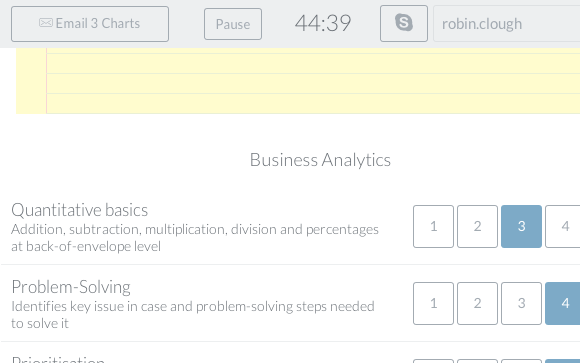 Email 3 Charts
Pause
44:39
robin.clough
Business Analytics
Quantitative basics
Addition, subtraction, multiplication, division and percentages
at back-of-envelope level
1 2 3 4
Problem-Solving
Identifies key issue in case and problem-solving steps needed
to solve it
1 2 3 4
Prioritisation